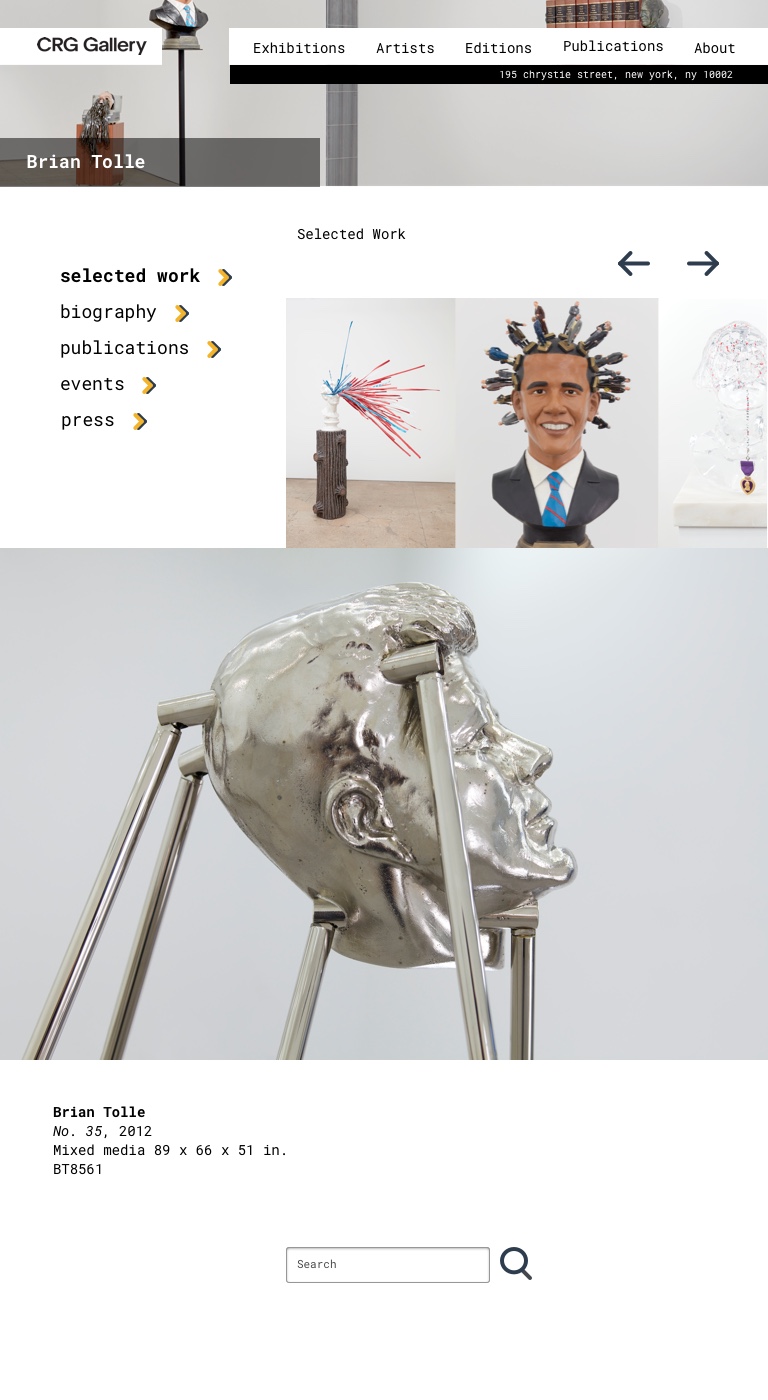 CRG Gallery
Exhibitions Artists Editions Publications About
195 chrystie street, new york, ny 10002
Brian Tolle
Selected Work
selected work
biography
publications
events
press
Brian Tolle
No. 35, 2012
Mixed media 89 x 66 x 51 in.
BT8561
Search